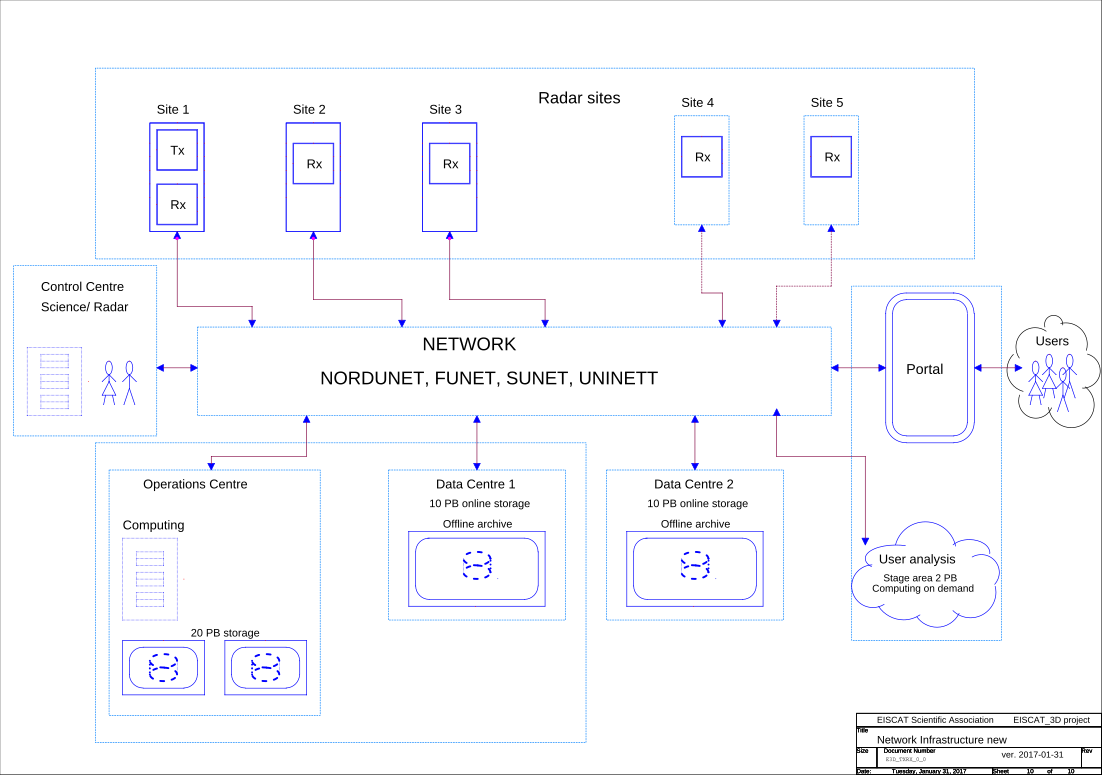 Radar sites
Site 1
Site 2
Site 3
Site 4
Site 5
Tx
Rx
Rx
Rx
Rx
Rx
Control Centre
Science/ Radar
NETWORK
NORDUNET, FUNET, SUNET, UNINETT
Portal
Users
Operations Centre
Computing
20 PB storage
Data Centre 1
10 PB online storage
Offline archive
Data Centre 2
10 PB online storage
Offline archive
User analysis
Stage area 2 PB
Computing on demand
EISCAT Scientific Association EISCAT_3D project
Title
Network Infrastructure new
Size Document Number ver. 2017-01-31 Rev
E3D_TXRX_0_0
Date: Tuesday, January 31, 2017 Sheet 10 of 10